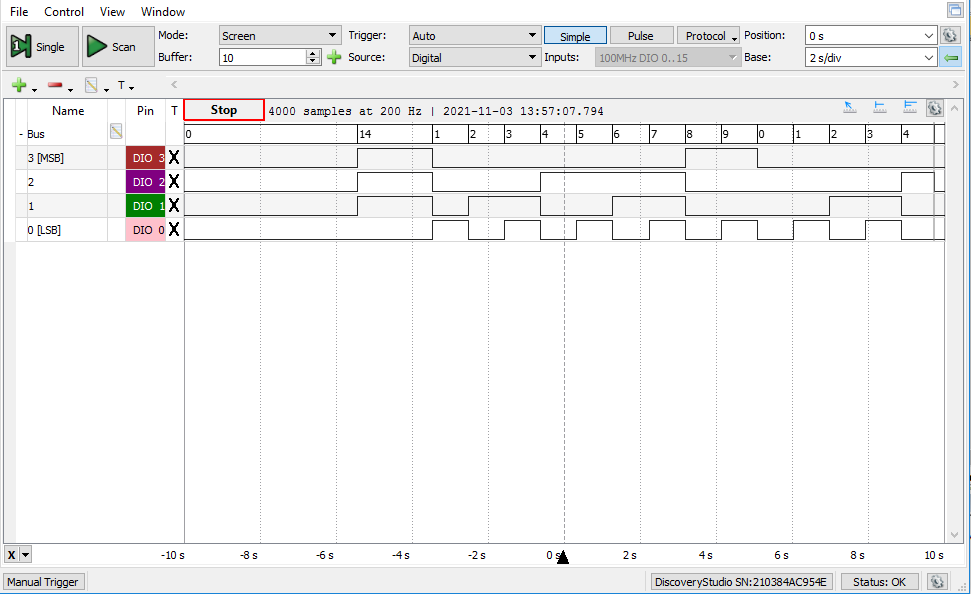 File Control View Window
Single Scan Mode: Screen Trigger: Auto Simple Pulse Protocol Position: 0 s
Buffer: 10 Source: Digital Inputs: 100MHz DIO 0..15 Base: 2 s/div
T
Name Pin T Stop 4000 samples at 200 Hz | 2021-11-03 13:57:07.794
- Bus 0 14 1 2 3 4 5 6 7 8 9 0 1 2 3 4
3 [MSB] DIO 3 X
2 DIO 2 X
1 DIO 1 X
0 [LSB] DIO 0 X
X -10 s -8 s -6 s -4 s -2 s 0 s 2 s 4 s 6 s 8 s 10 s
Manual Trigger DiscoveryStudio SN:210384AC954E Status: OK